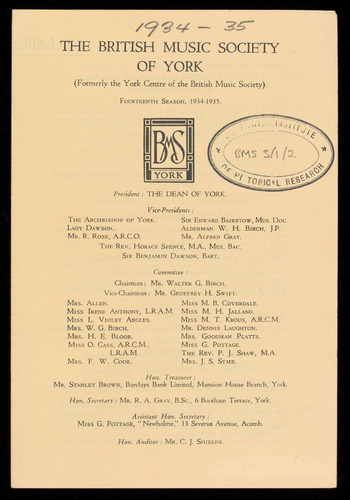 1934 - 35
THE BRITISH MUSIC SOCIETY
OF YORK
(Formerly the York Centre of the British Music Society).
FOURTEENTH SEASON, 1934-1935.
BMS
YORK
INSTITUTE
BMS 3/1/2
OF HISTORICAL RESEARCH
President: THE DEAN OF YORK.
Vice-Presidents:
THE ARCHBISHOP OF YORK. SIR EDWARD BAIRSTOW, MUS. DOC.
LADY DAWSON. ALDERMAN W. H. BIRCH, J.P.
MR. R. ROSE, A.R.C.O. MR. ALFRED GRAY.
THE REV. HORACE SPENCE, M.A., MUS. BAC.
SIR BENJAMIN DAWSON, BART.
Committee:
Chairman: MR. WALTER G. BIRCH.
Vice-Chairman: MR. GEOFFREY H. SWIFT.
MRS. ALLEN. MISS M. B. COVERDALE.
MISS IRENE ANTHONY, L.R.A.M. MISS M. H. JALLAND.
MISS L. VIOLET ARGLES. MISS M. T. KROUS, A.R.C.M.
MRS. W. G. BIRCH. MR. DENNIS LAUGHTON.
MRS. H. E. BLOOR. MRS. GOODMAN PLATTS.
MISS O. CASS, A.R.C.M., MISS G. POTTAGE.
L.R.A.M. THE REV. P. J. SHAW, M.A.
MRS. F. W. COOK. MRS. J. S. SYME.
Hon. Treasurer:
MR. STANLEY BROWN, Barclays Bank Limited, Mansion House Branch, York.
Hon. Secretary: MR. R. A. GRAY, B.SC., 6 Bootham Terrace, York.
Assistant Hon. Secretary:
MISS G. POTTAGE, "Newholme," 13 Severus Avenue, Acomb.
Hon. Auditor: MR. C. J. SHIELDS.